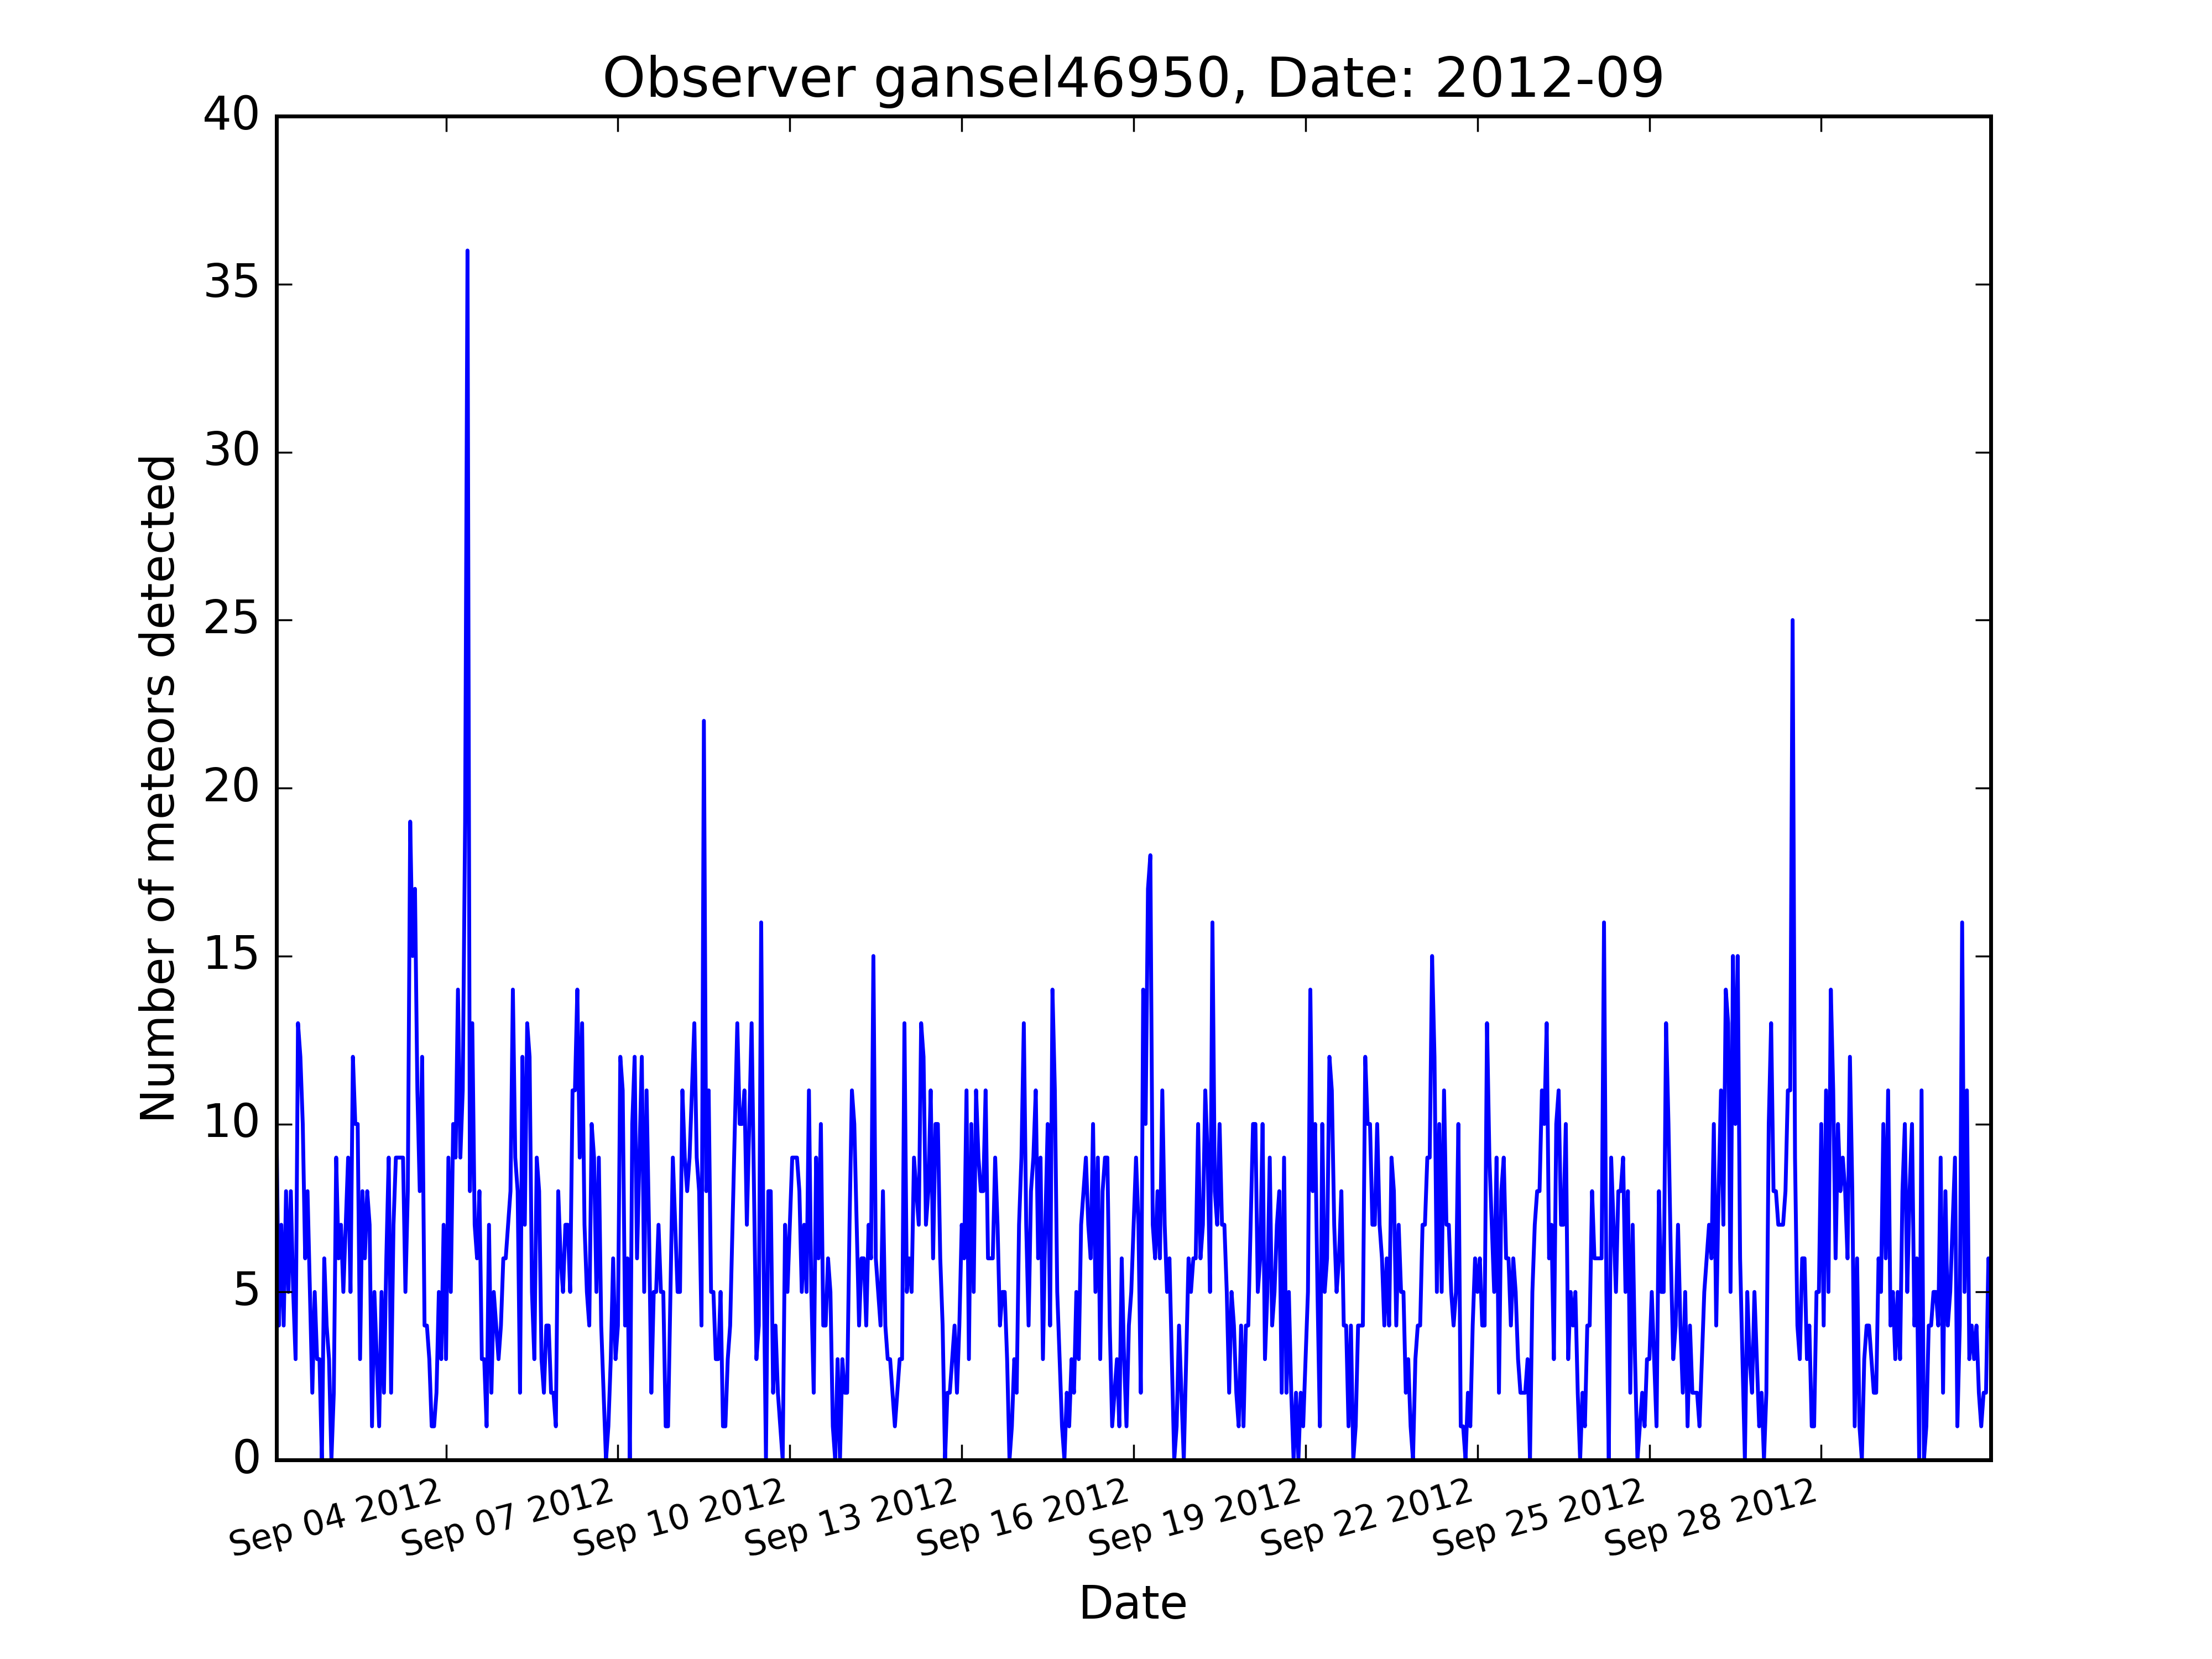 Observer gansel46950, Date: 2012-09
40
35
30
25
20
15
10
5
0
Number of meteors detected
Sep 04 2012
Sep 07 2012
Sep 10 2012
Sep 13 2012
Sep 16 2012
Sep 19 2012
Sep 22 2012
Sep 25 2012
Sep 28 2012
Date